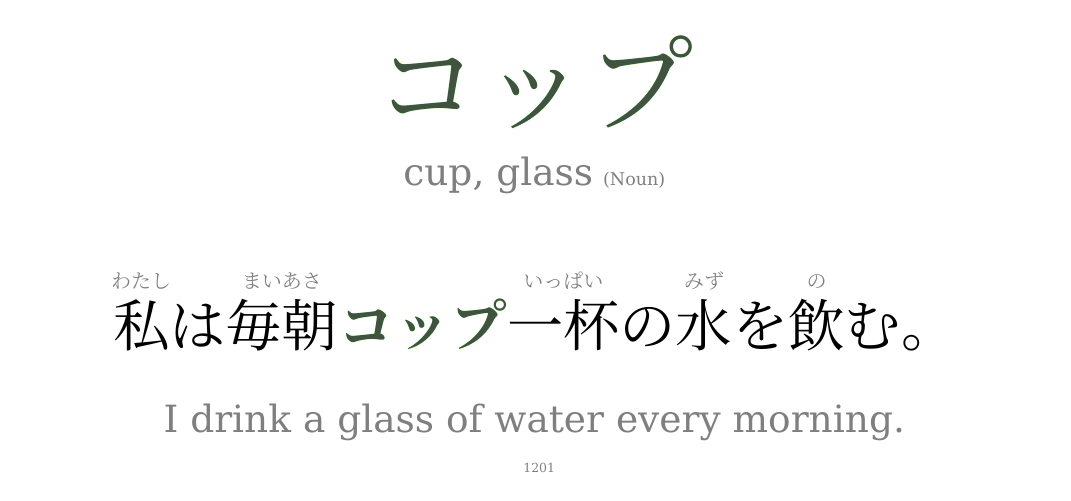 コップ
cup, glass (Noun)
わたし まいあさ いっぱい みず の
私は毎朝コップ一杯の水を飲む。
I drink a glass of water every morning.
1201